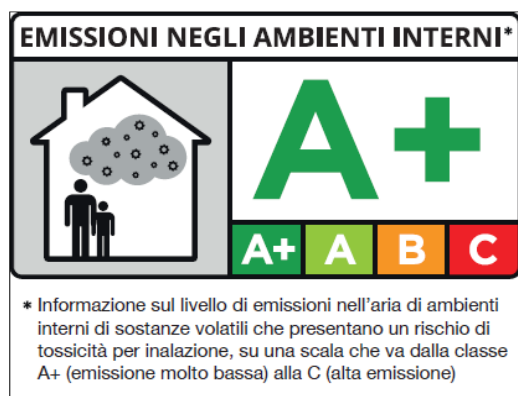 EMISSIONI NEGLI AMBIENTI INTERNI*
A+
A+ A B C
* Informazione sul livello di emissioni nell'aria di ambienti
interni di sostanze volatili che presentano un rischio di
tossicità per inalazione, su una scala che va dalla classe
A+ (emissione molto bassa) alla C (alta emissione)